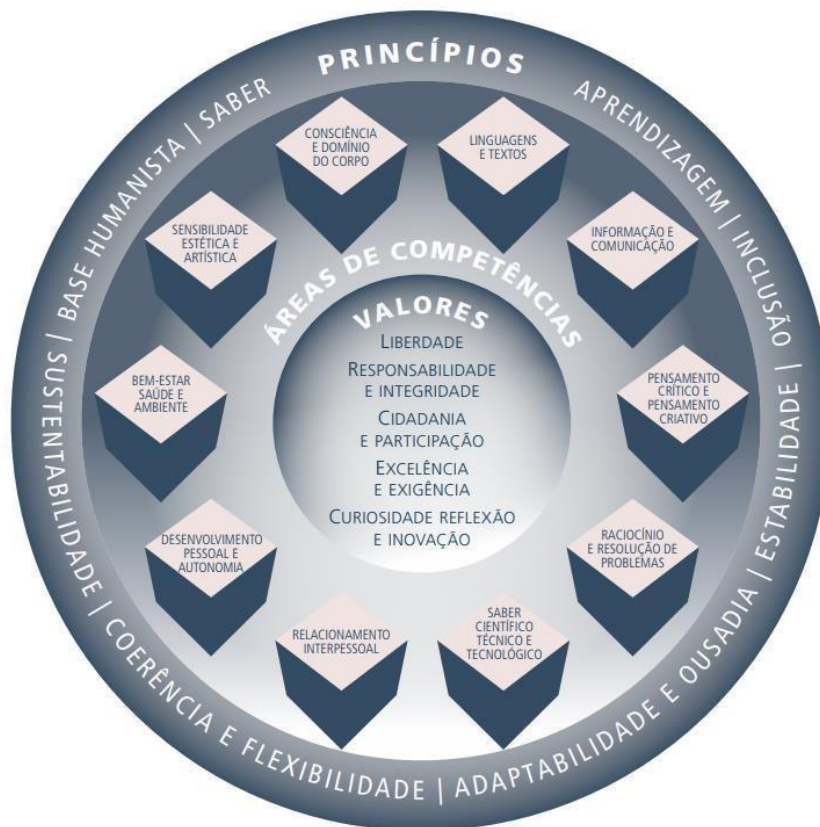 PRINCÍPIOS
APRENDIZAGEM | INCLUSÃO | ESTABILIDADE | ADAPTABILIDADE E OUSADIA | COERÊNCIA E FLEXIBILIDADE | SUSTENTABILIDADE | BASE HUMANISTA | SABER
ÁREAS DE COMPETÊNCIAS
LINGUAGENS
E TEXTOS
INFORMAÇÃO E
COMUNICAÇÃO
PENSAMENTO
CRÍTICO E
PENSAMENTO
CRIATIVO
RACIOCÍNIO
E RESOLUÇÃO DE
PROBLEMAS
SABER
CIENTÍFICO
TÉCNICO E
TECNOLÓGICO
RELACIONAMENTO
INTERPESSOAL
DESENVOLVIMENTO
PESSOAL E
AUTONOMIA
BEM-ESTAR
SAÚDE E
AMBIENTE
SENSIBILIDADE
ESTÉTICA E
ARTÍSTICA
CONSCIÊNCIA
E DOMÍNIO
DO CORPO
VALORES
LIBERDADE
RESPONSABILIDADE
E INTEGRIDADE
CIDADANIA
E PARTICIPAÇÃO
EXCELÊNCIA
E EXIGÊNCIA
CURIOSIDADE REFLEXÃO
E INOVAÇÃO